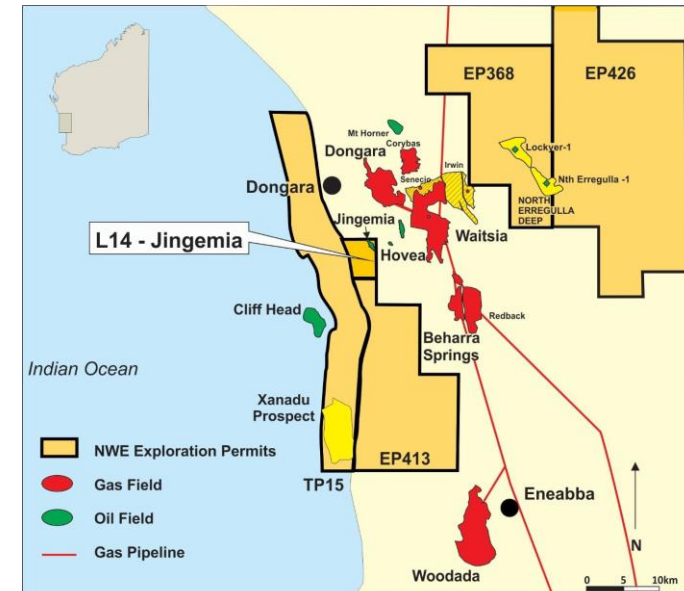 EP368
EP426
Mt Horner
Corybas
Dongara
Lockyer-1
Irwin
Senecio
Dongara
Nth Erregulla -1
NORTH
ERREGULLA
DEEP
Jingemia
Waitsia
L14 - Jingemia
Hovea
Cliff Head
Redback
Beharra
Springs
Indian Ocean
Xanadu
Prospect
NWE Exploration Permits
EP413
TP15
Gas Field
Oil Field
Eneabba
Gas Pipeline
N
Woodada
0 5 10km